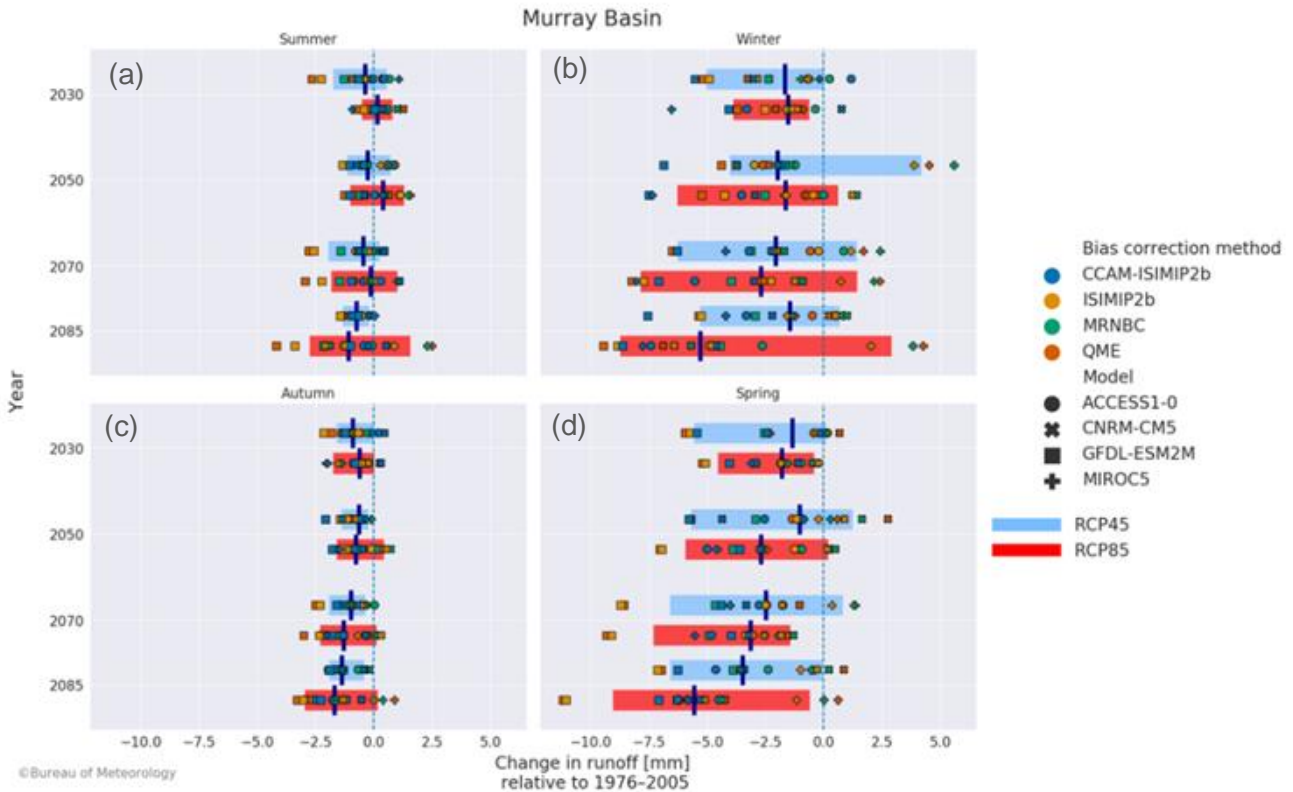 Murray Basin
Summer
Winter
(a)
(b)
2030
2050
2070
2085
Autumn
Spring
(c)
(d)
2030
2050
2070
2085
Year
−10.0 −7.5 −5.0 −2.5 0.0 2.5 5.0
−10.0 −7.5 −5.0 −2.5 0.0 2.5 5.0
Change in runoff [mm]
relative to 1976–2005
Bias correction method
CCAM-ISIMIP2b
ISIMIP2b
MRNBC
QME
Model
ACCESS1-0
CNRM-CM5
GFDL-ESM2M
MIROC5
RCP45
RCP85
©Bureau of Meteorology